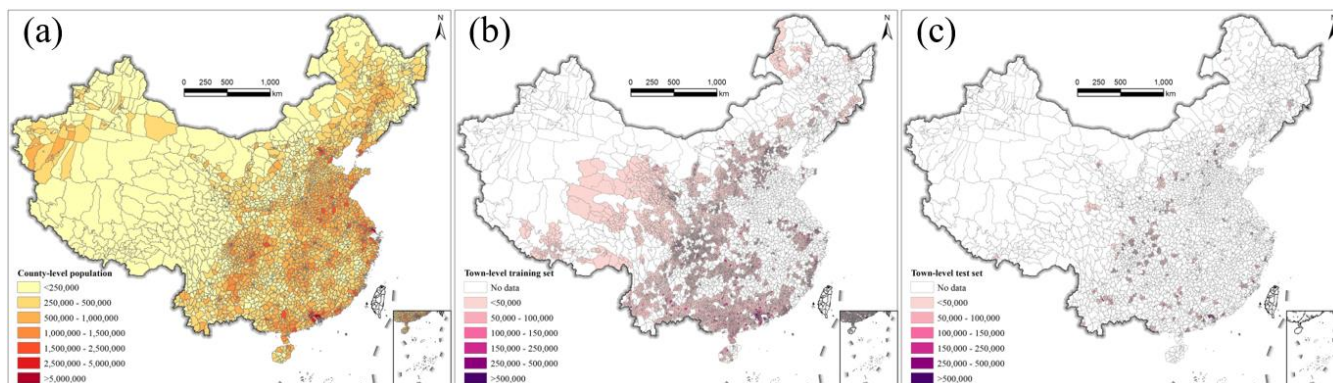 (a)
N
0 250 500 1,000
km
County-level population
<250,000
250,000 - 500,000
500,000 - 1,000,000
1,000,000 - 1,500,000
1,500,000 - 2,500,000
2,500,000 - 5,000,000
>5,000,000
(b)
N
0 250 500 1,000
km
Town-level training set
No data
<50,000
50,000 - 100,000
100,000 - 150,000
150,000 - 250,000
250,000 - 500,000
>500,000
(c)
N
0 250 500 1,000
km
Town-level test set
No data
<50,000
50,000 - 100,000
100,000 - 150,000
150,000 - 250,000
250,000 - 500,000
>500,000